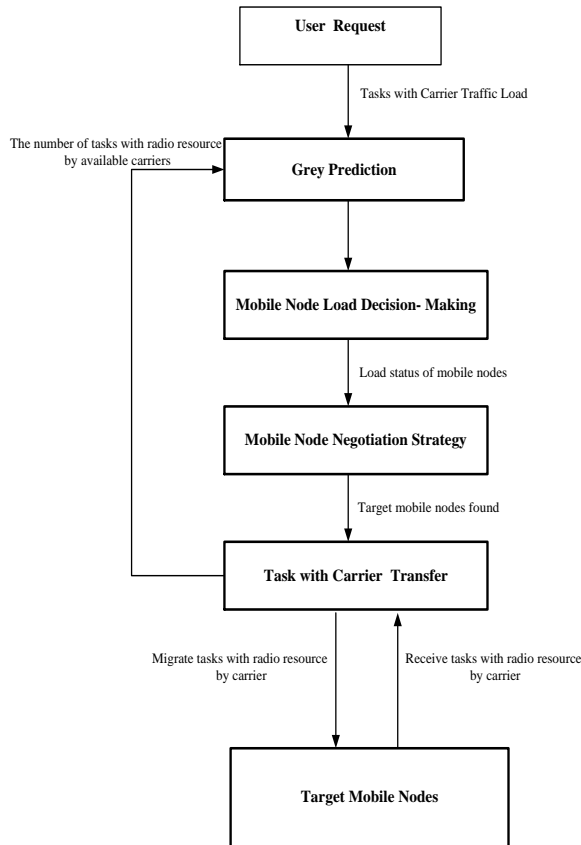 User Request
Tasks with Carrier Traffic Load
The number of tasks with radio resource
by available carriers
Grey Prediction
Mobile Node Load Decision- Making
Load status of mobile nodes
Mobile Node Negotiation Strategy
Target mobile nodes found
Task with Carrier Transfer
Migrate tasks with radio resource
by carrier
Receive tasks with radio resource
by carrier
Target Mobile Nodes